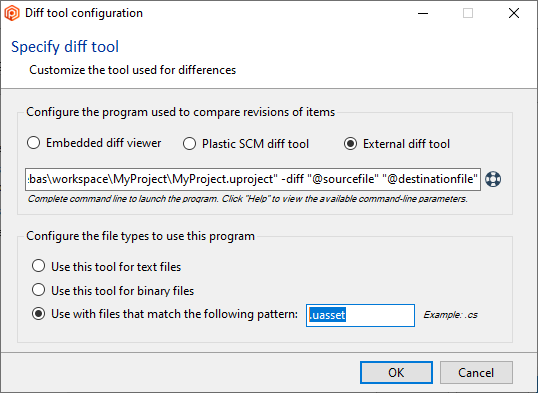 Diff tool configuration
Specify diff tool
Customize the tool used for differences
Configure the program used to compare revisions of items
Embedded diff viewer Plastic SCM diff tool External diff tool
:bas\workspace\MyProject\MyProject.uproject" -diff "@sourcefile" "@destinationfile"
Complete command line to launch the program. Click "Help" to view the available command-line parameters.
Configure the file types to use this program
Use this tool for text files
Use this tool for binary files
Use with files that match the following pattern: .uasset Example: .cs
OK Cancel